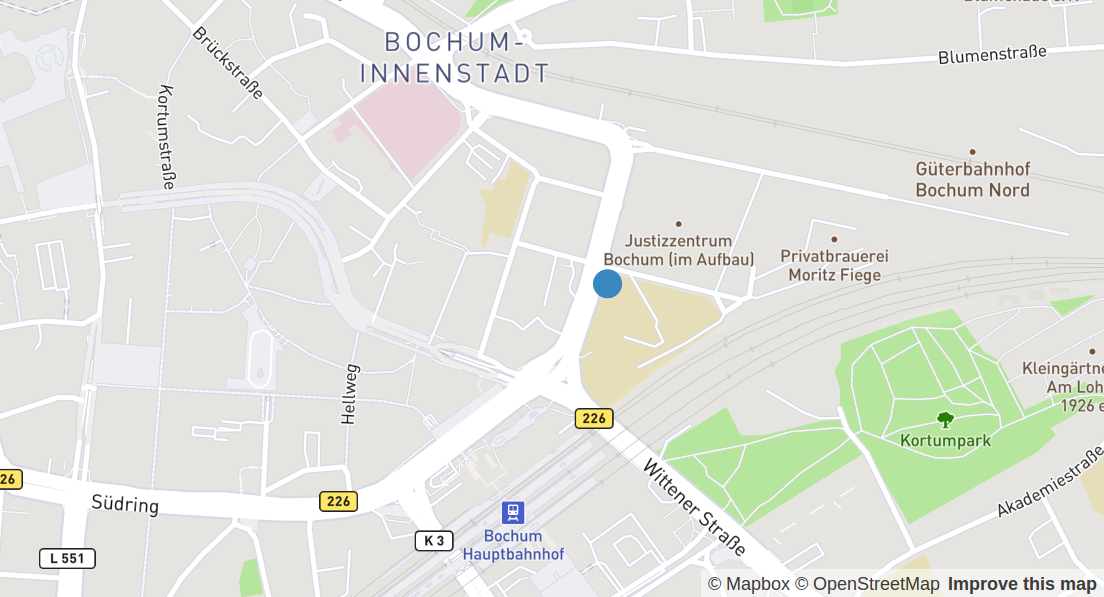 BOCHUM-
INNENSTADT
Blumenstraße
Brückstraße
Kortumstraße
Güterbahnhof
Bochum Nord
Justizzentrum
Bochum (im Aufbau)
Privatbrauerei
Moritz Fiege
Kleingärtne
Am Loh
1926 e
Hellweg
226
Kortumpark
Wittener Straße
Akademiestraße
26
Südring
226
Bochum
Hauptbahnhof
K 3
L 551
© Mapbox © OpenStreetMap Improve this map